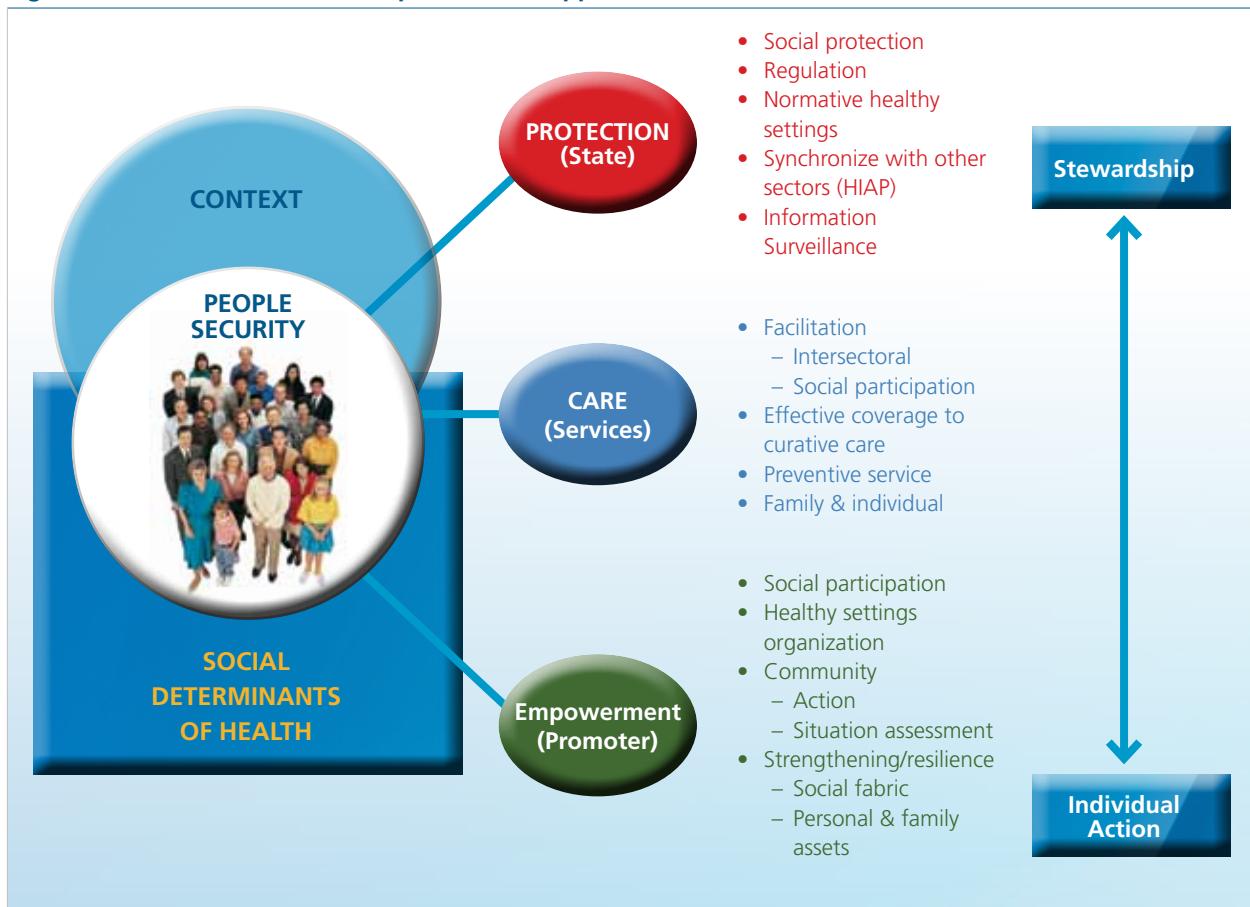 CONTEXT
PEOPLE
SECURITY
SOCIAL
DETERMINANTS
OF HEALTH
PROTECTION
(State)
• Social protection
• Regulation
• Normative healthy
settings
• Synchronize with other
sectors (HIAP)
• Information
Surveillance
CARE
(Services)
• Facilitation
– Intersectoral
– Social participation
• Effective coverage to
curative care
• Preventive service
• Family & individual
Empowerment
(Promoter)
• Social participation
• Healthy settings
organization
• Community
– Action
– Situation assessment
• Strengthening/resilience
– Social fabric
– Personal & family
assets
Stewardship
Individual
Action